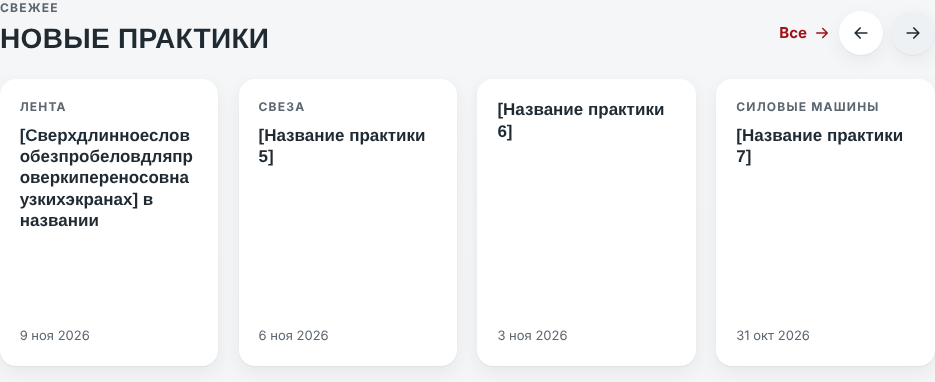 СВЕЖЕЕ
НОВЫЕ ПРАКТИКИ
Все →
← →
ЛЕНТА
[Сверхдлинноеслов
обезпробеловдляпр
оверкипереносовна
узкихэкранах] в
названии
9 ноя 2026
СВЕЗА
[Название практики
5]
6 ноя 2026
[Название практики
6]
3 ноя 2026
СИЛОВЫЕ МАШИНЫ
[Название практики
7]
31 окт 2026